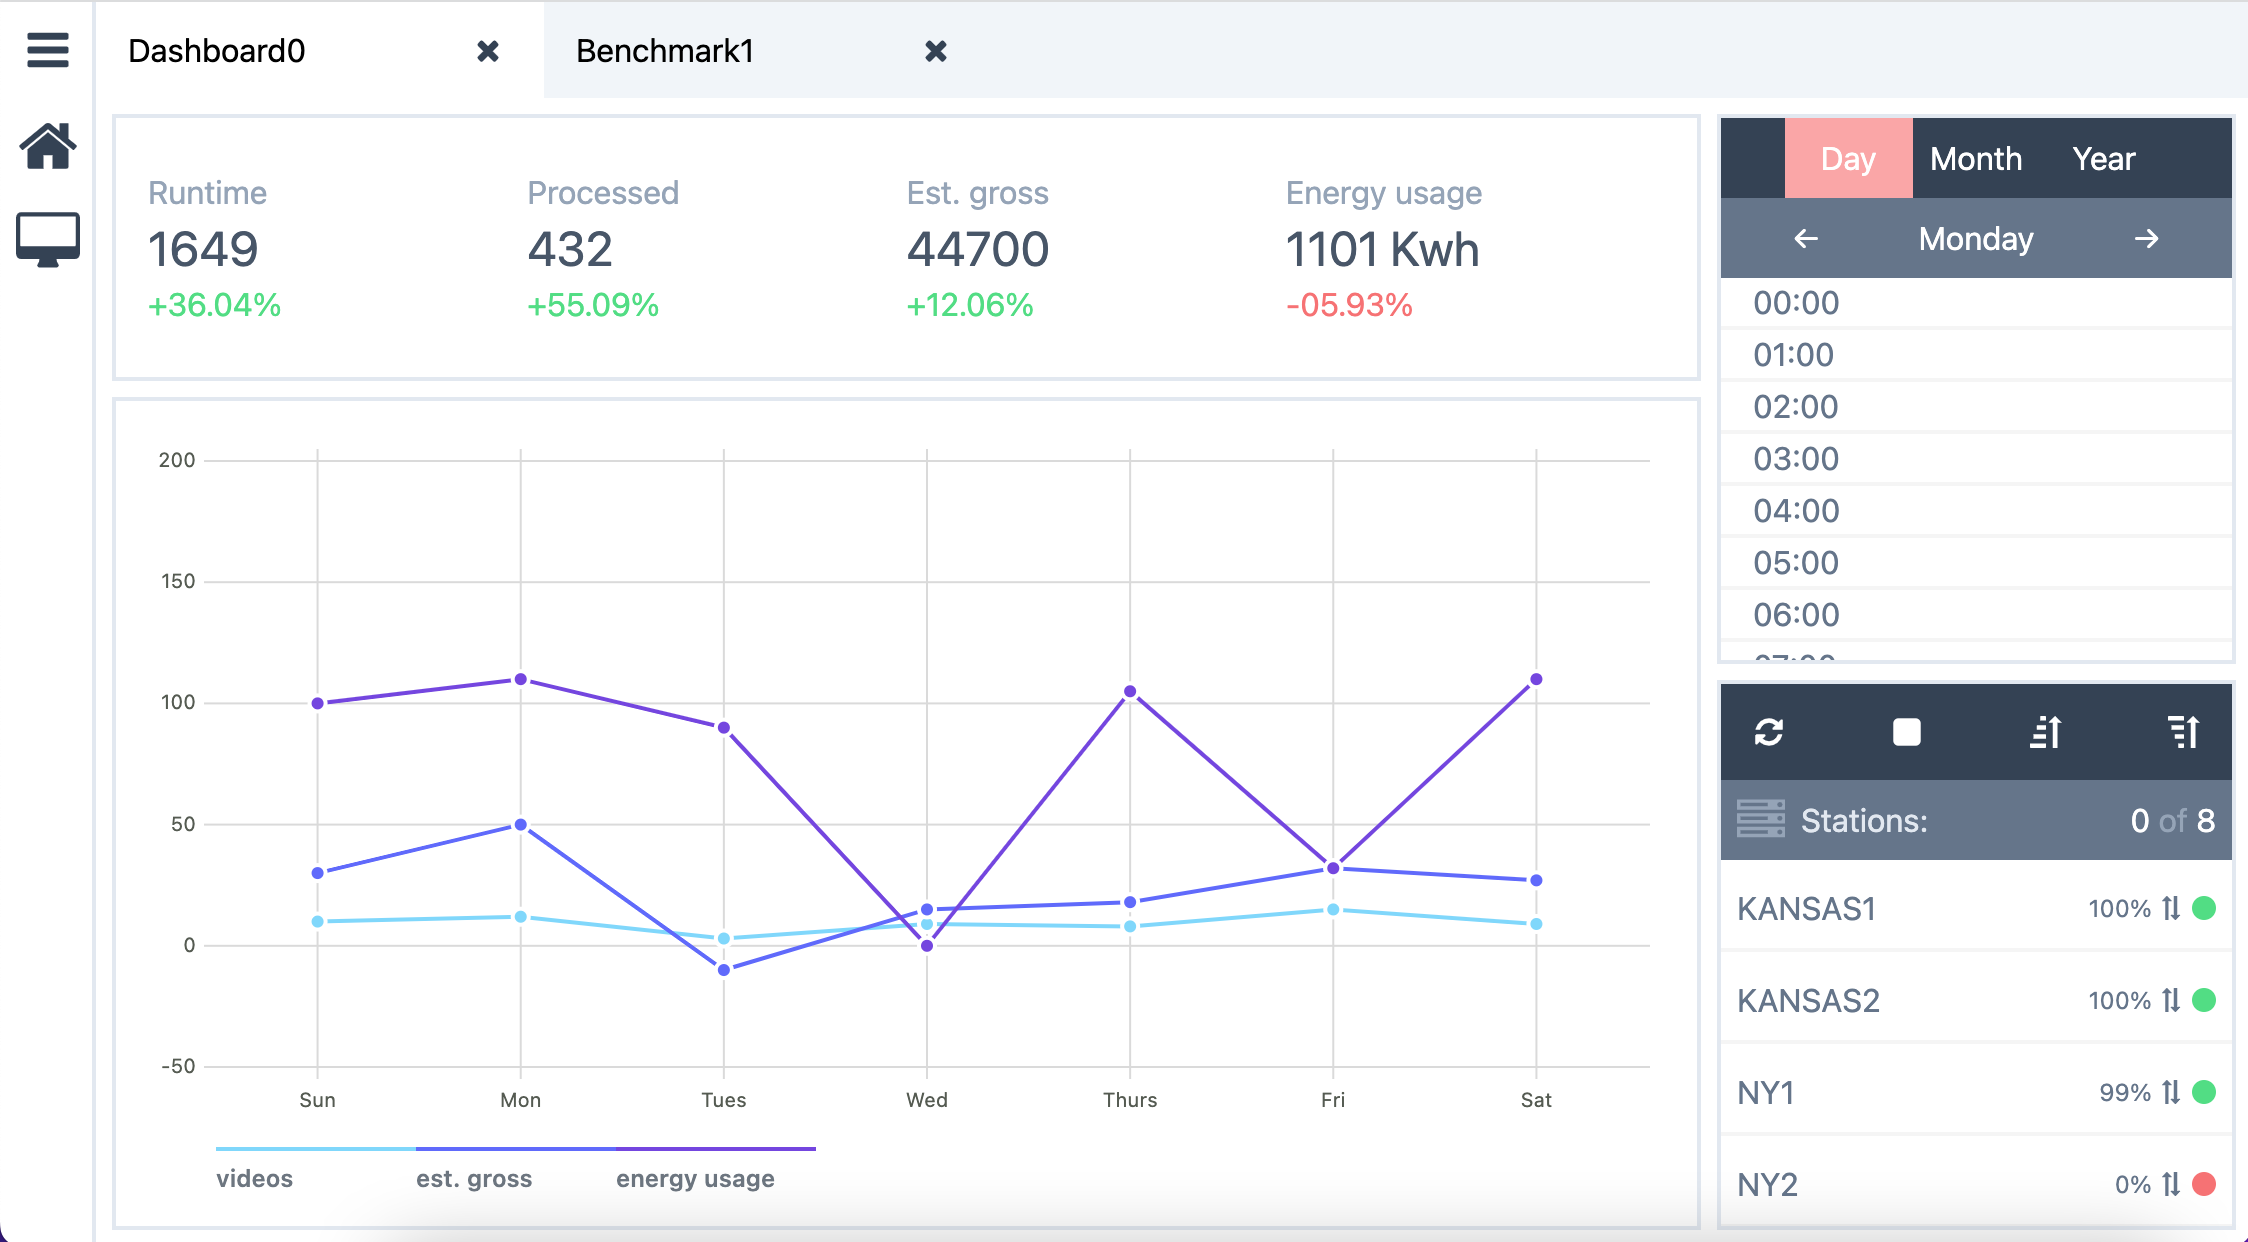 Dashboard0
Benchmark1
Runtime
1649
+36.04%
Processed
432
+55.09%
Est. gross
44700
+12.06%
Energy usage
1101 Kwh
-05.93%
200
150
100
50
0
-50
Sun Mon Tues Wed Thurs Fri Sat
videos est. gross energy usage
Day Month Year
Monday
00:00
01:00
02:00
03:00
04:00
05:00
06:00
Stations: 0 of 8
KANSAS1 100%
KANSAS2 100%
NY1 99%
NY2 0%